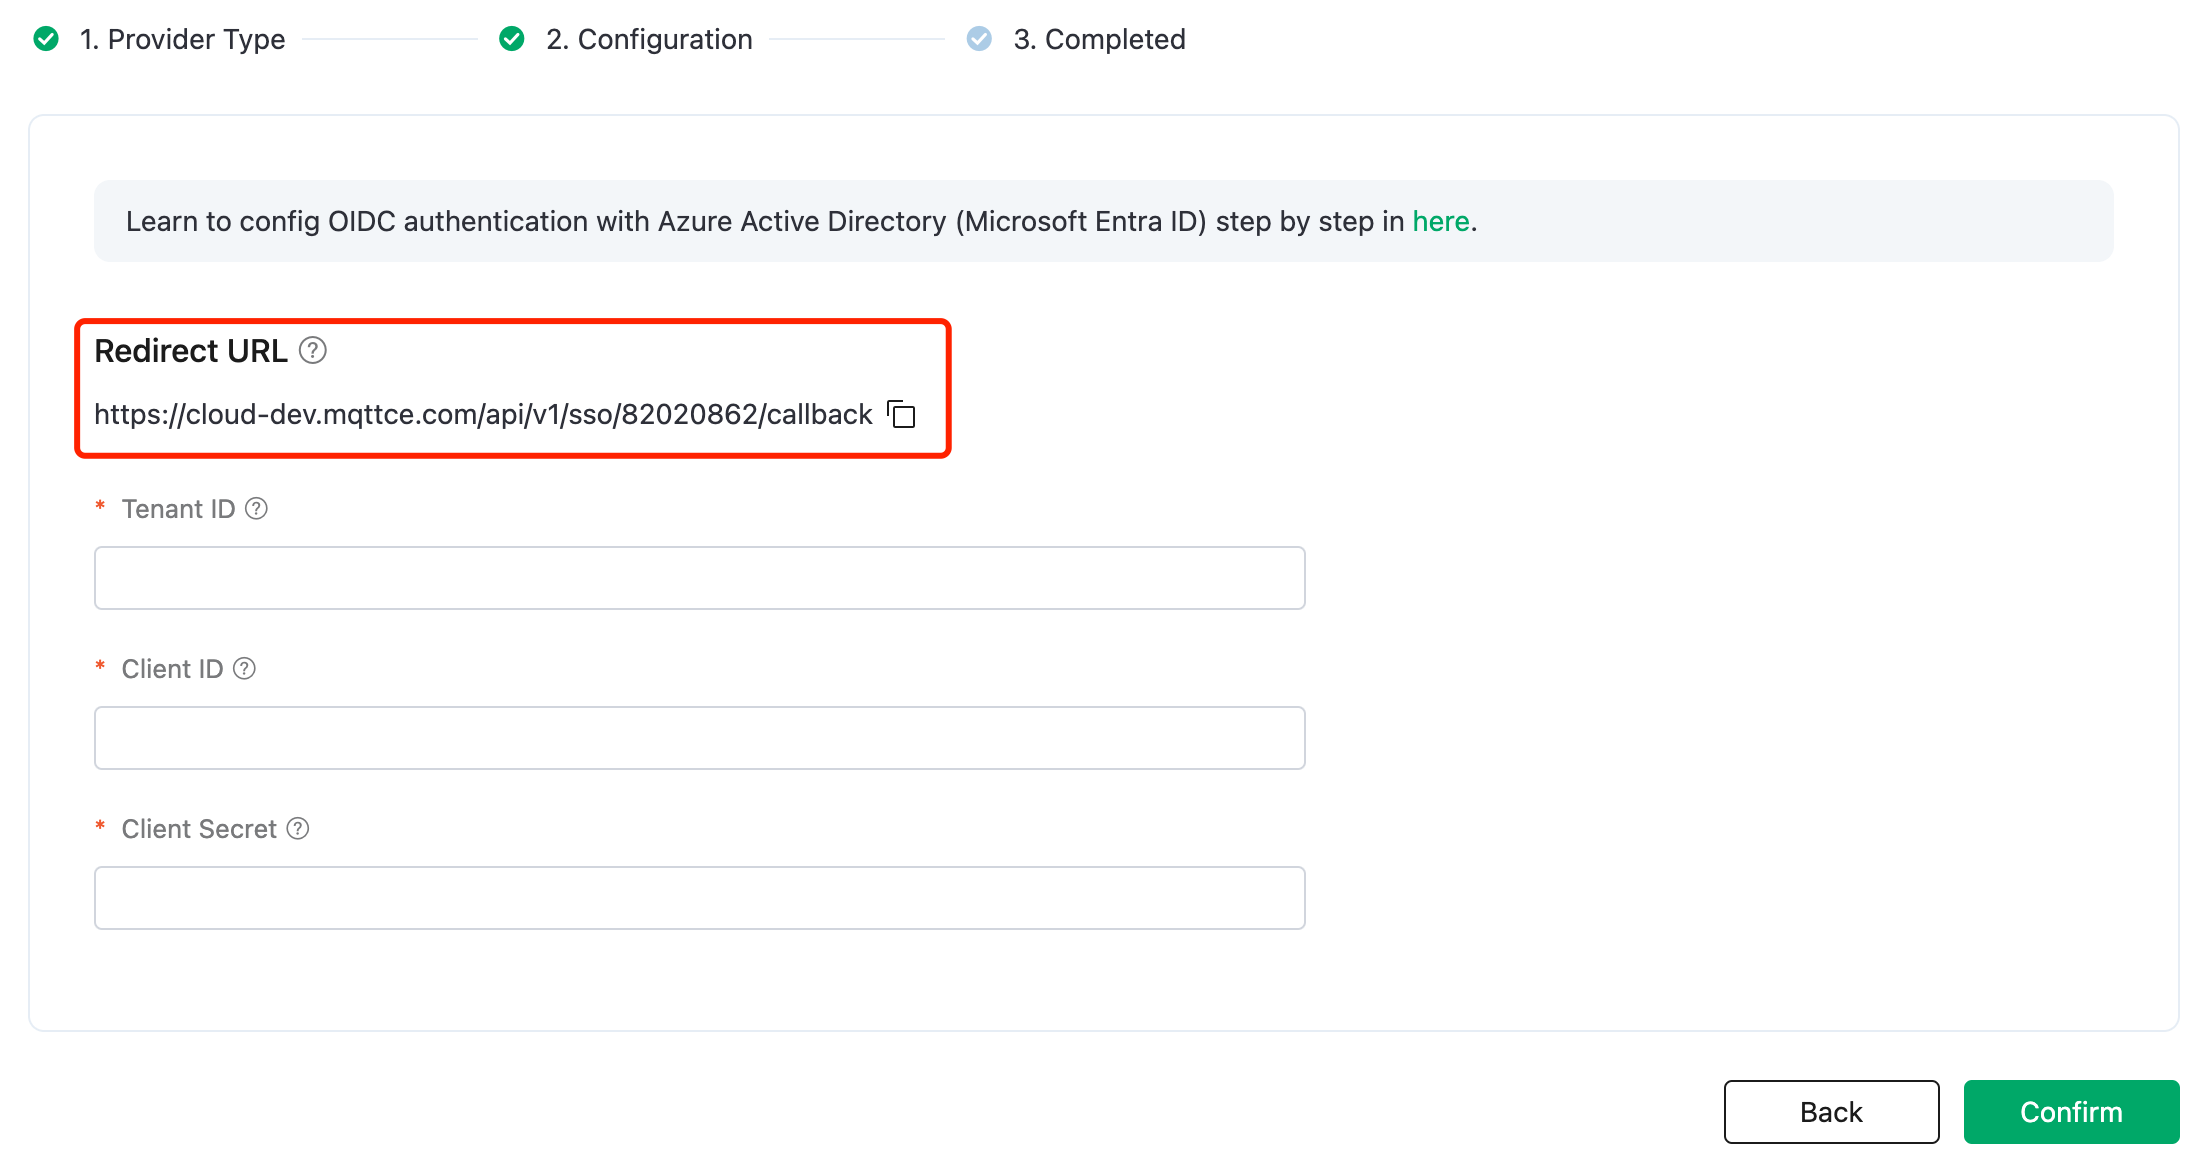 1. Provider Type
2. Configuration
3. Completed
Learn to config OIDC authentication with Azure Active Directory (Microsoft Entra ID) step by step in here.
Redirect URL ?
https://cloud-dev.mqttce.com/api/v1/sso/82020862/callback
* Tenant ID ?
* Client ID ?
* Client Secret ?
Back
Confirm